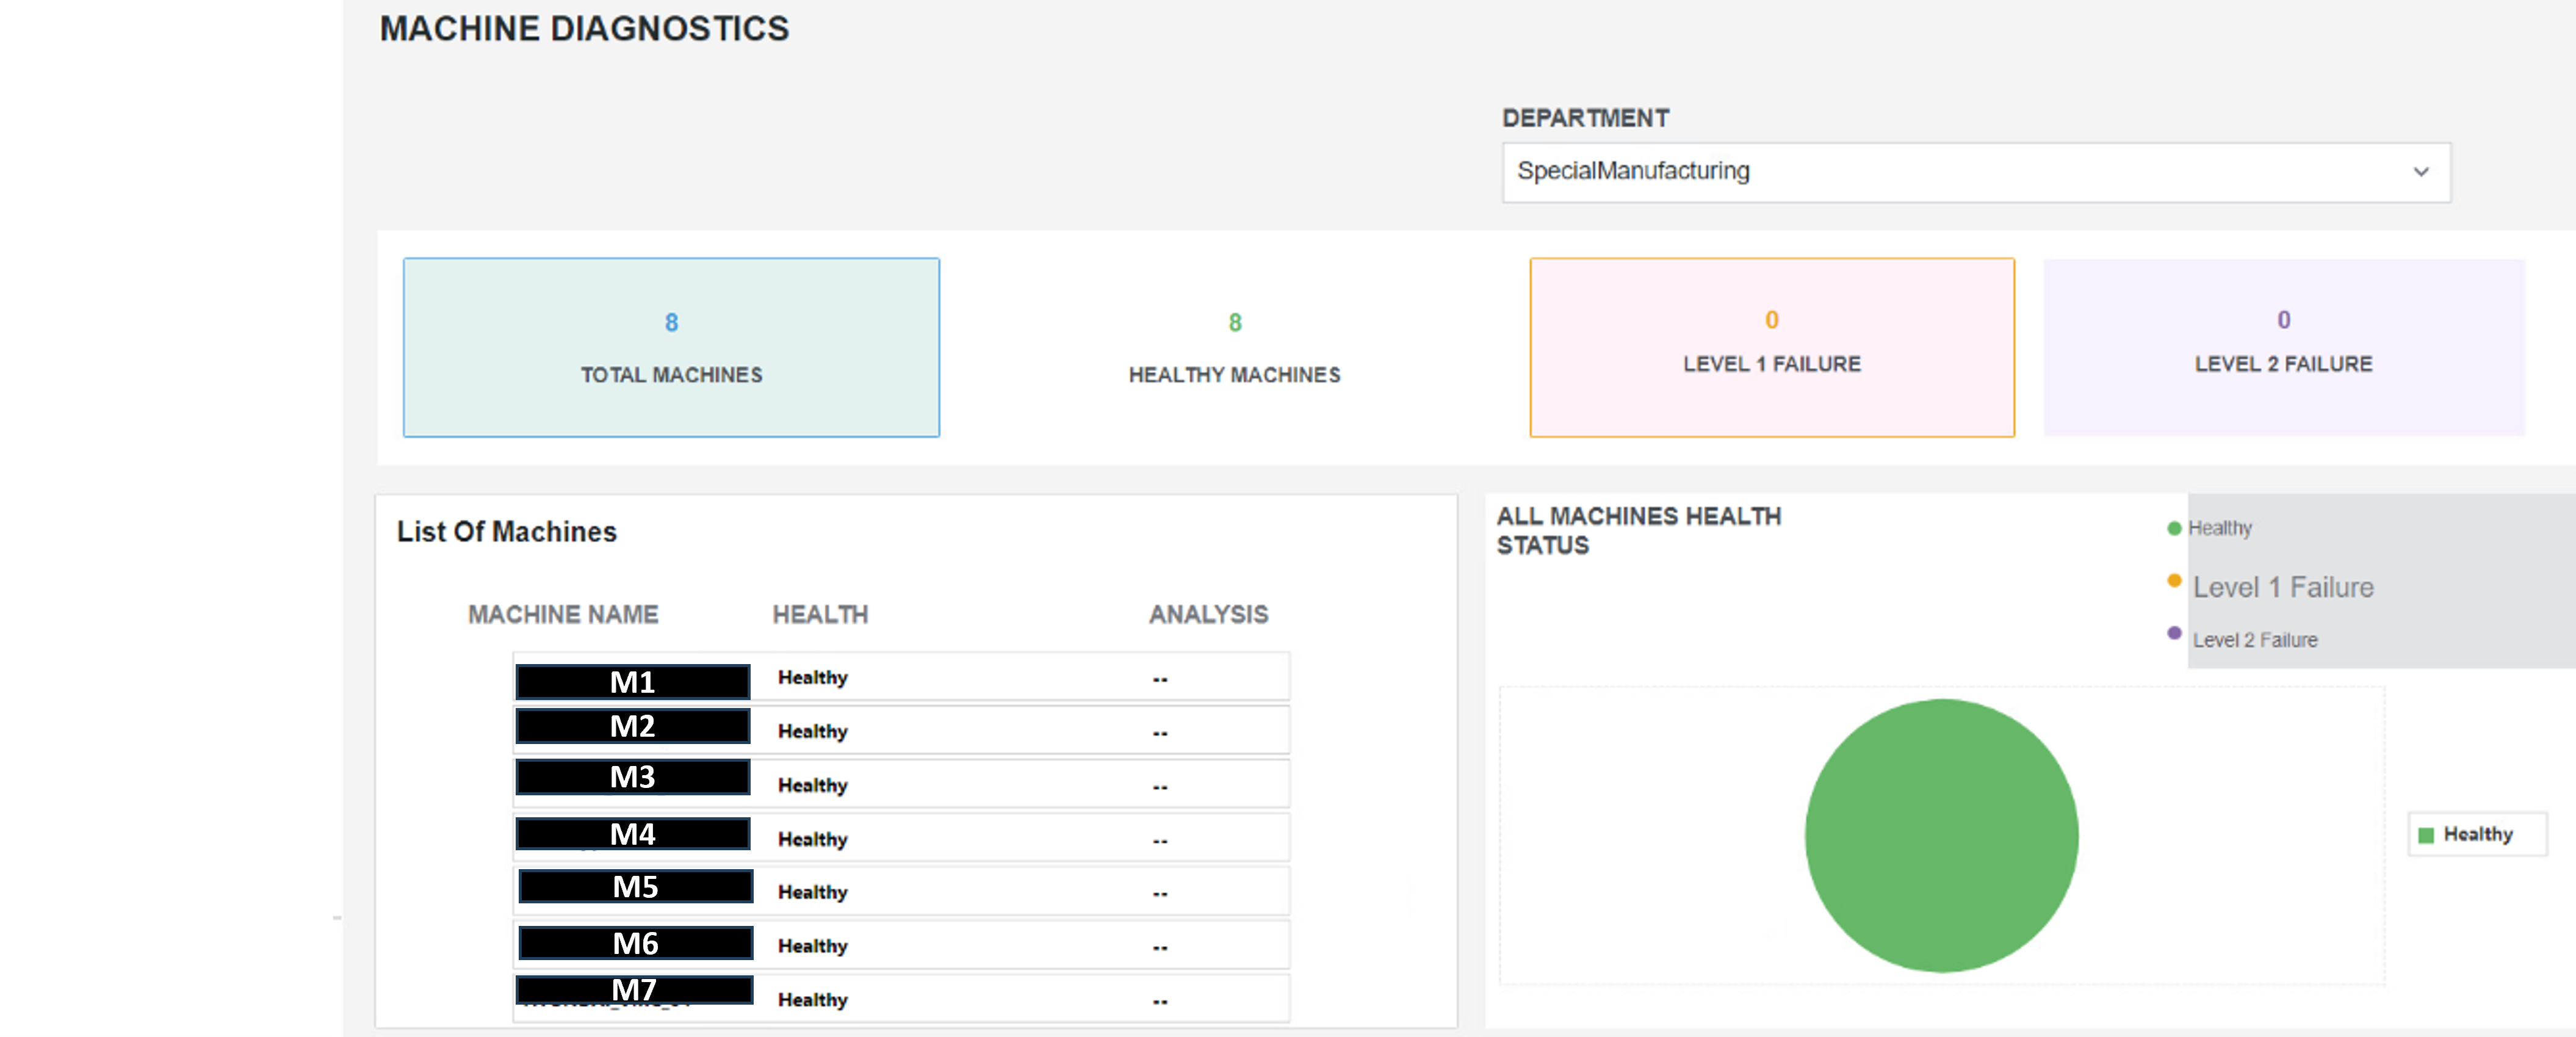 MACHINE DIAGNOSTICS
DEPARTMENT
SpecialManufacturing
8
TOTAL MACHINES
8
HEALTHY MACHINES
0
LEVEL 1 FAILURE
0
LEVEL 2 FAILURE
List Of Machines
MACHINE NAME HEALTH ANALYSIS
M1 Healthy --
M2 Healthy --
M3 Healthy --
M4 Healthy --
M5 Healthy --
M6 Healthy --
M7 Healthy --
ALL MACHINES HEALTH
STATUS
Healthy
Level 1 Failure
Level 2 Failure
Healthy